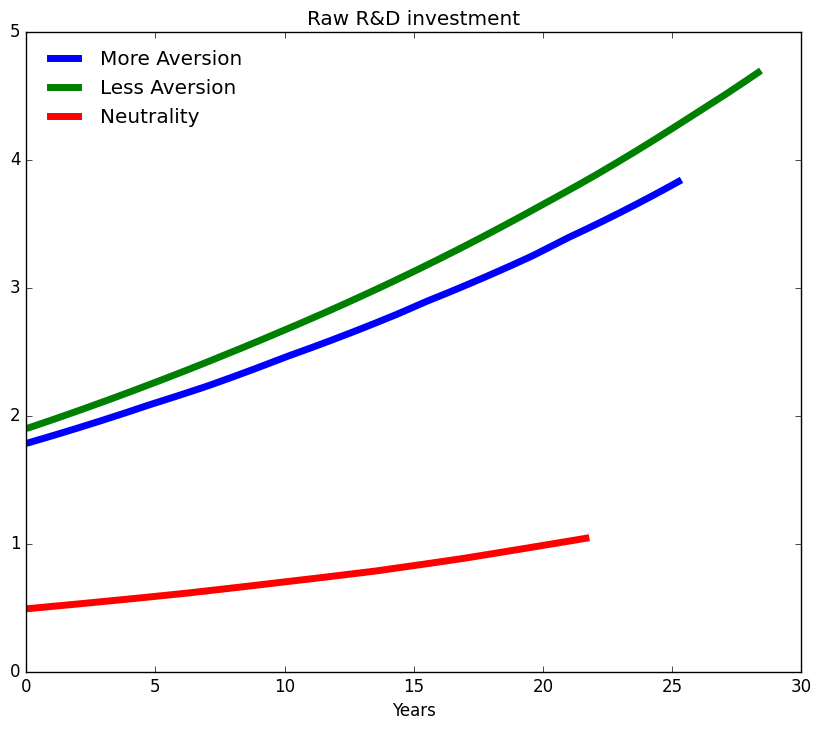 Raw R&D investment
5
More Aversion
Less Aversion
Neutrality
4
3
2
1
0
0 5 10 15 20 25 30
Years